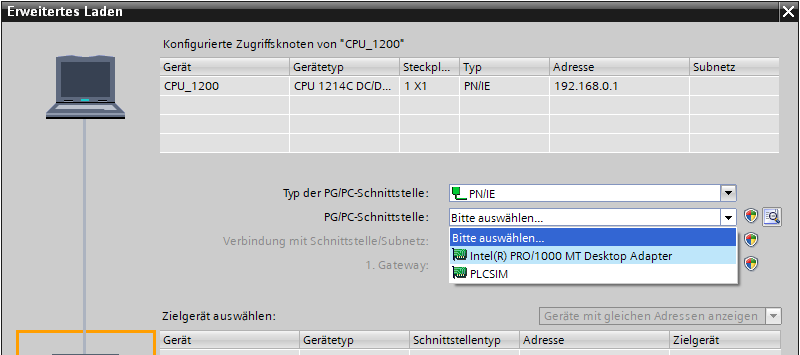 Erweitertes Laden
Konfigurierte Zugriffsknoten von "CPU_1200"
Gerät Gerätetyp Steckpl... Typ Adresse Subnetz
CPU_1200 CPU 1214C DC/D... 1 X1 PN/IE 192.168.0.1
Typ der PG/PC-Schnittstelle: PN/IE
PG/PC-Schnittstelle: Bitte auswählen...
Verbindung mit Schnittstelle/Subnetz: Bitte auswählen...
1. Gateway: Intel(R) PRO/1000 MT Desktop Adapter
PLCSIM
Zielgerät auswählen: Geräte mit gleichen Adressen anzeigen
Gerät Gerätetyp Schnittstellentyp Adresse Zielgerät